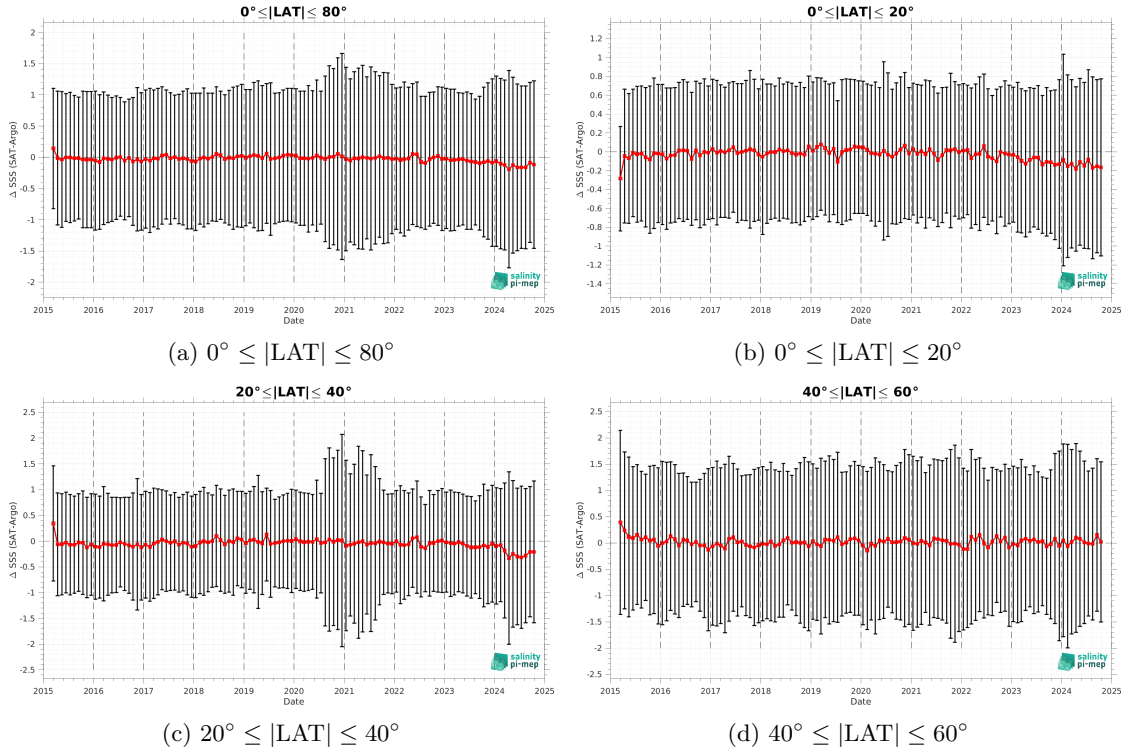 0°≤|LAT|≤ 80°
2
1.5
1
0.5
0
-0.5
-1
-1.5
-2
Δ SSS (SAT-Argo)
2015 2016 2017 2018 2019 2020 2021 2022 2023 2024 2025
Date
salinity
pi-mep
(a) 0° ≤ |LAT| ≤ 80°
0°≤|LAT|≤ 20°
1.2
1
0.8
0.6
0.4
0.2
0
-0.2
-0.4
-0.6
-0.8
-1
-1.2
-1.4
Δ SSS (SAT-Argo)
2015 2016 2017 2018 2019 2020 2021 2022 2023 2024 2025
Date
salinity
pi-mep
(b) 0° ≤ |LAT| ≤ 20°
20°≤|LAT|≤ 40°
2.5
2
1.5
1
0.5
0
-0.5
-1
-1.5
-2
-2.5
Δ SSS (SAT-Argo)
2015 2016 2017 2018 2019 2020 2021 2022 2023 2024 2025
Date
salinity
pi-mep
(c) 20° ≤ |LAT| ≤ 40°
40°≤|LAT|≤ 60°
2.5
2
1.5
1
0.5
0
-0.5
-1
-1.5
-2
-2.5
Δ SSS (SAT-Argo)
2015 2016 2017 2018 2019 2020 2021 2022 2023 2024 2025
Date
salinity
pi-mep
(d) 40° ≤ |LAT| ≤ 60°